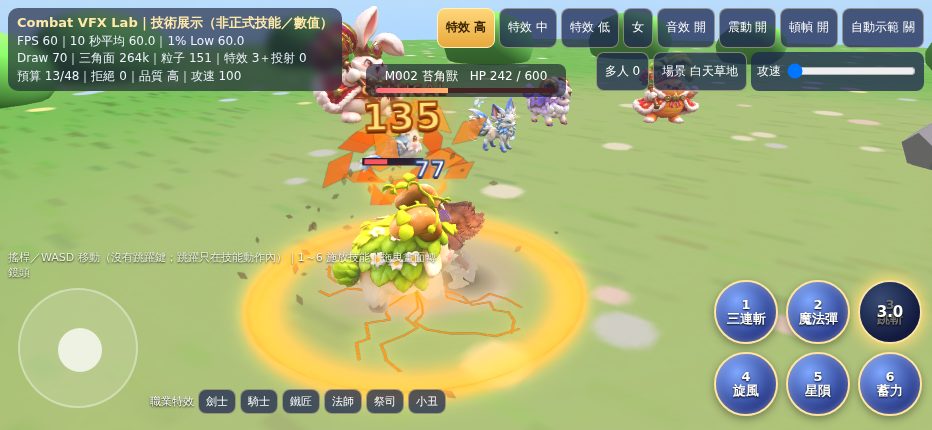 Combat VFX Lab｜技術展示（非正式技能／數值）
FPS 60｜10 秒平均 60.0｜1% Low 60.0
Draw 70｜三角面 264k｜粒子 151｜特效 3＋投射 0
預算 13/48｜拒絕 0｜品質 高｜攻速 100
特效 高
特效 中
特效 低
女
音效 開
震動 開
頓幀 開
自動示範 關
多人 0
場景 白天草地
攻速
M002 苔角獸 HP 242 / 600
135
77
搖桿／WASD 移動（沒有跳躍鍵；跳躍只在技能動作內）｜1～6 施放技能／拖曳畫面轉
鏡頭
1
三連斬
2
魔法彈
3.0
4
旋風
5
星隕
6
蓄力
職業特效
劍士
騎士
鐵匠
法師
祭司
小丑